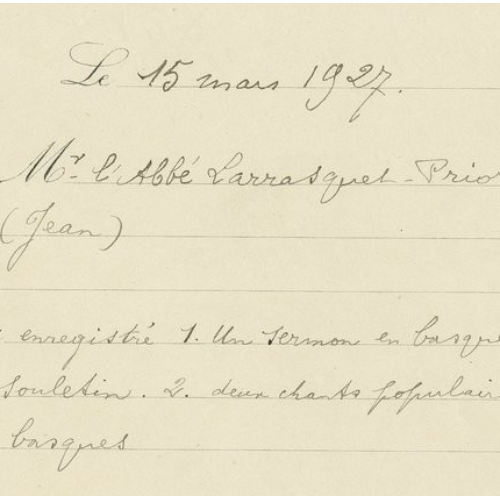 Le 15 mars 1927.
Mr l'Abbé Larrasquet - Prior
(Jean)
enregistré 1. Un sermon en basque
souletin. 2. deux chants populair
basques